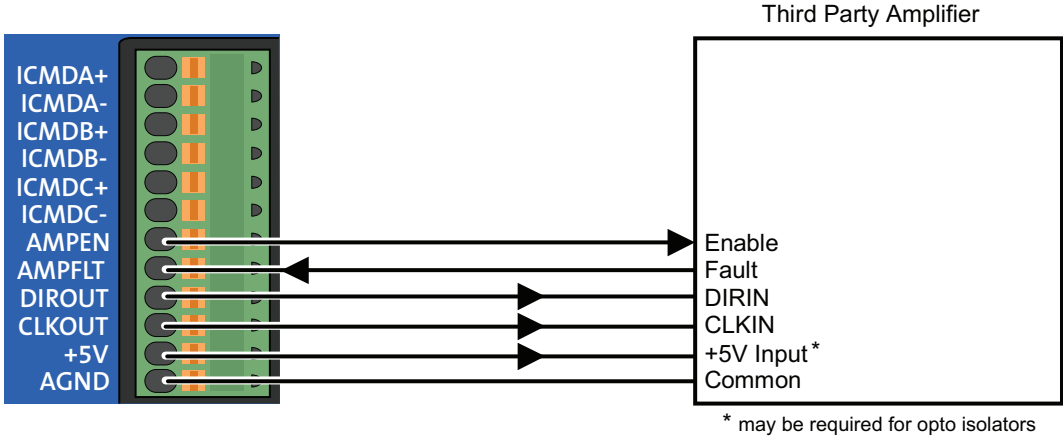 Third Party Amplifier
ICMDA+
ICMDA-
ICMDB+
ICMDB-
ICMDC+
ICMDC-
AMPEN
AMPFLT
DIROUT
CLKOUT
+5V
AGND
Enable
Fault
DIRIN
CLKIN
+5V Input*
Common
* may be required for opto isolators